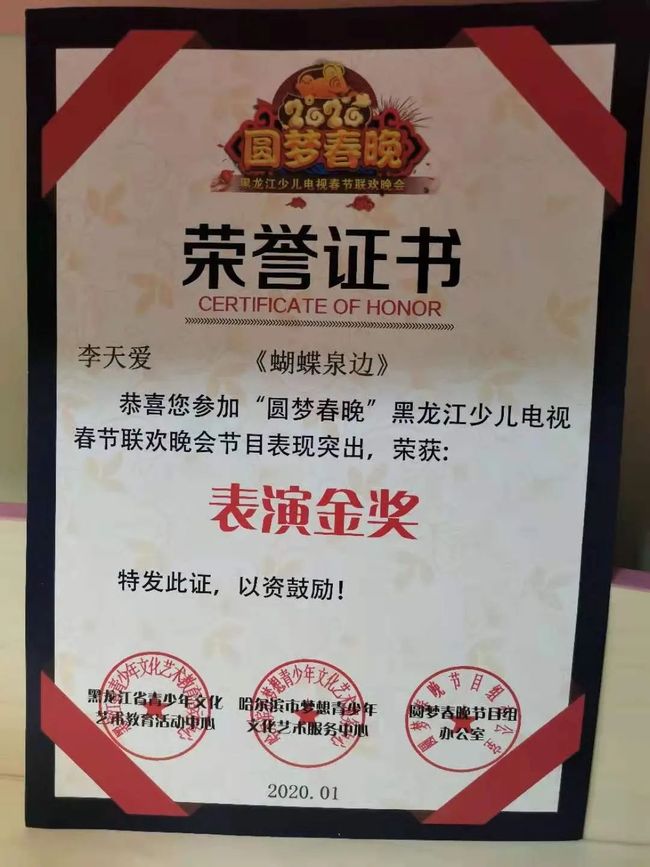 2020
圆梦春晚
黑龙江少儿电视春节联欢晚会
荣誉证书
CERTIFICATE OF HONOR
李天爱 《蝴蝶泉边》
恭喜您参加“圆梦春晚”黑龙江少儿电视
春节联欢晚会节目表现突出，荣获:
表演金奖
特发此证，以资鼓励！
黑龙江省青少年文化
艺术教育活动中心
哈尔滨市梦想青少年
文化艺术服务中心
圆梦春晚节目组
办公室
2020.01